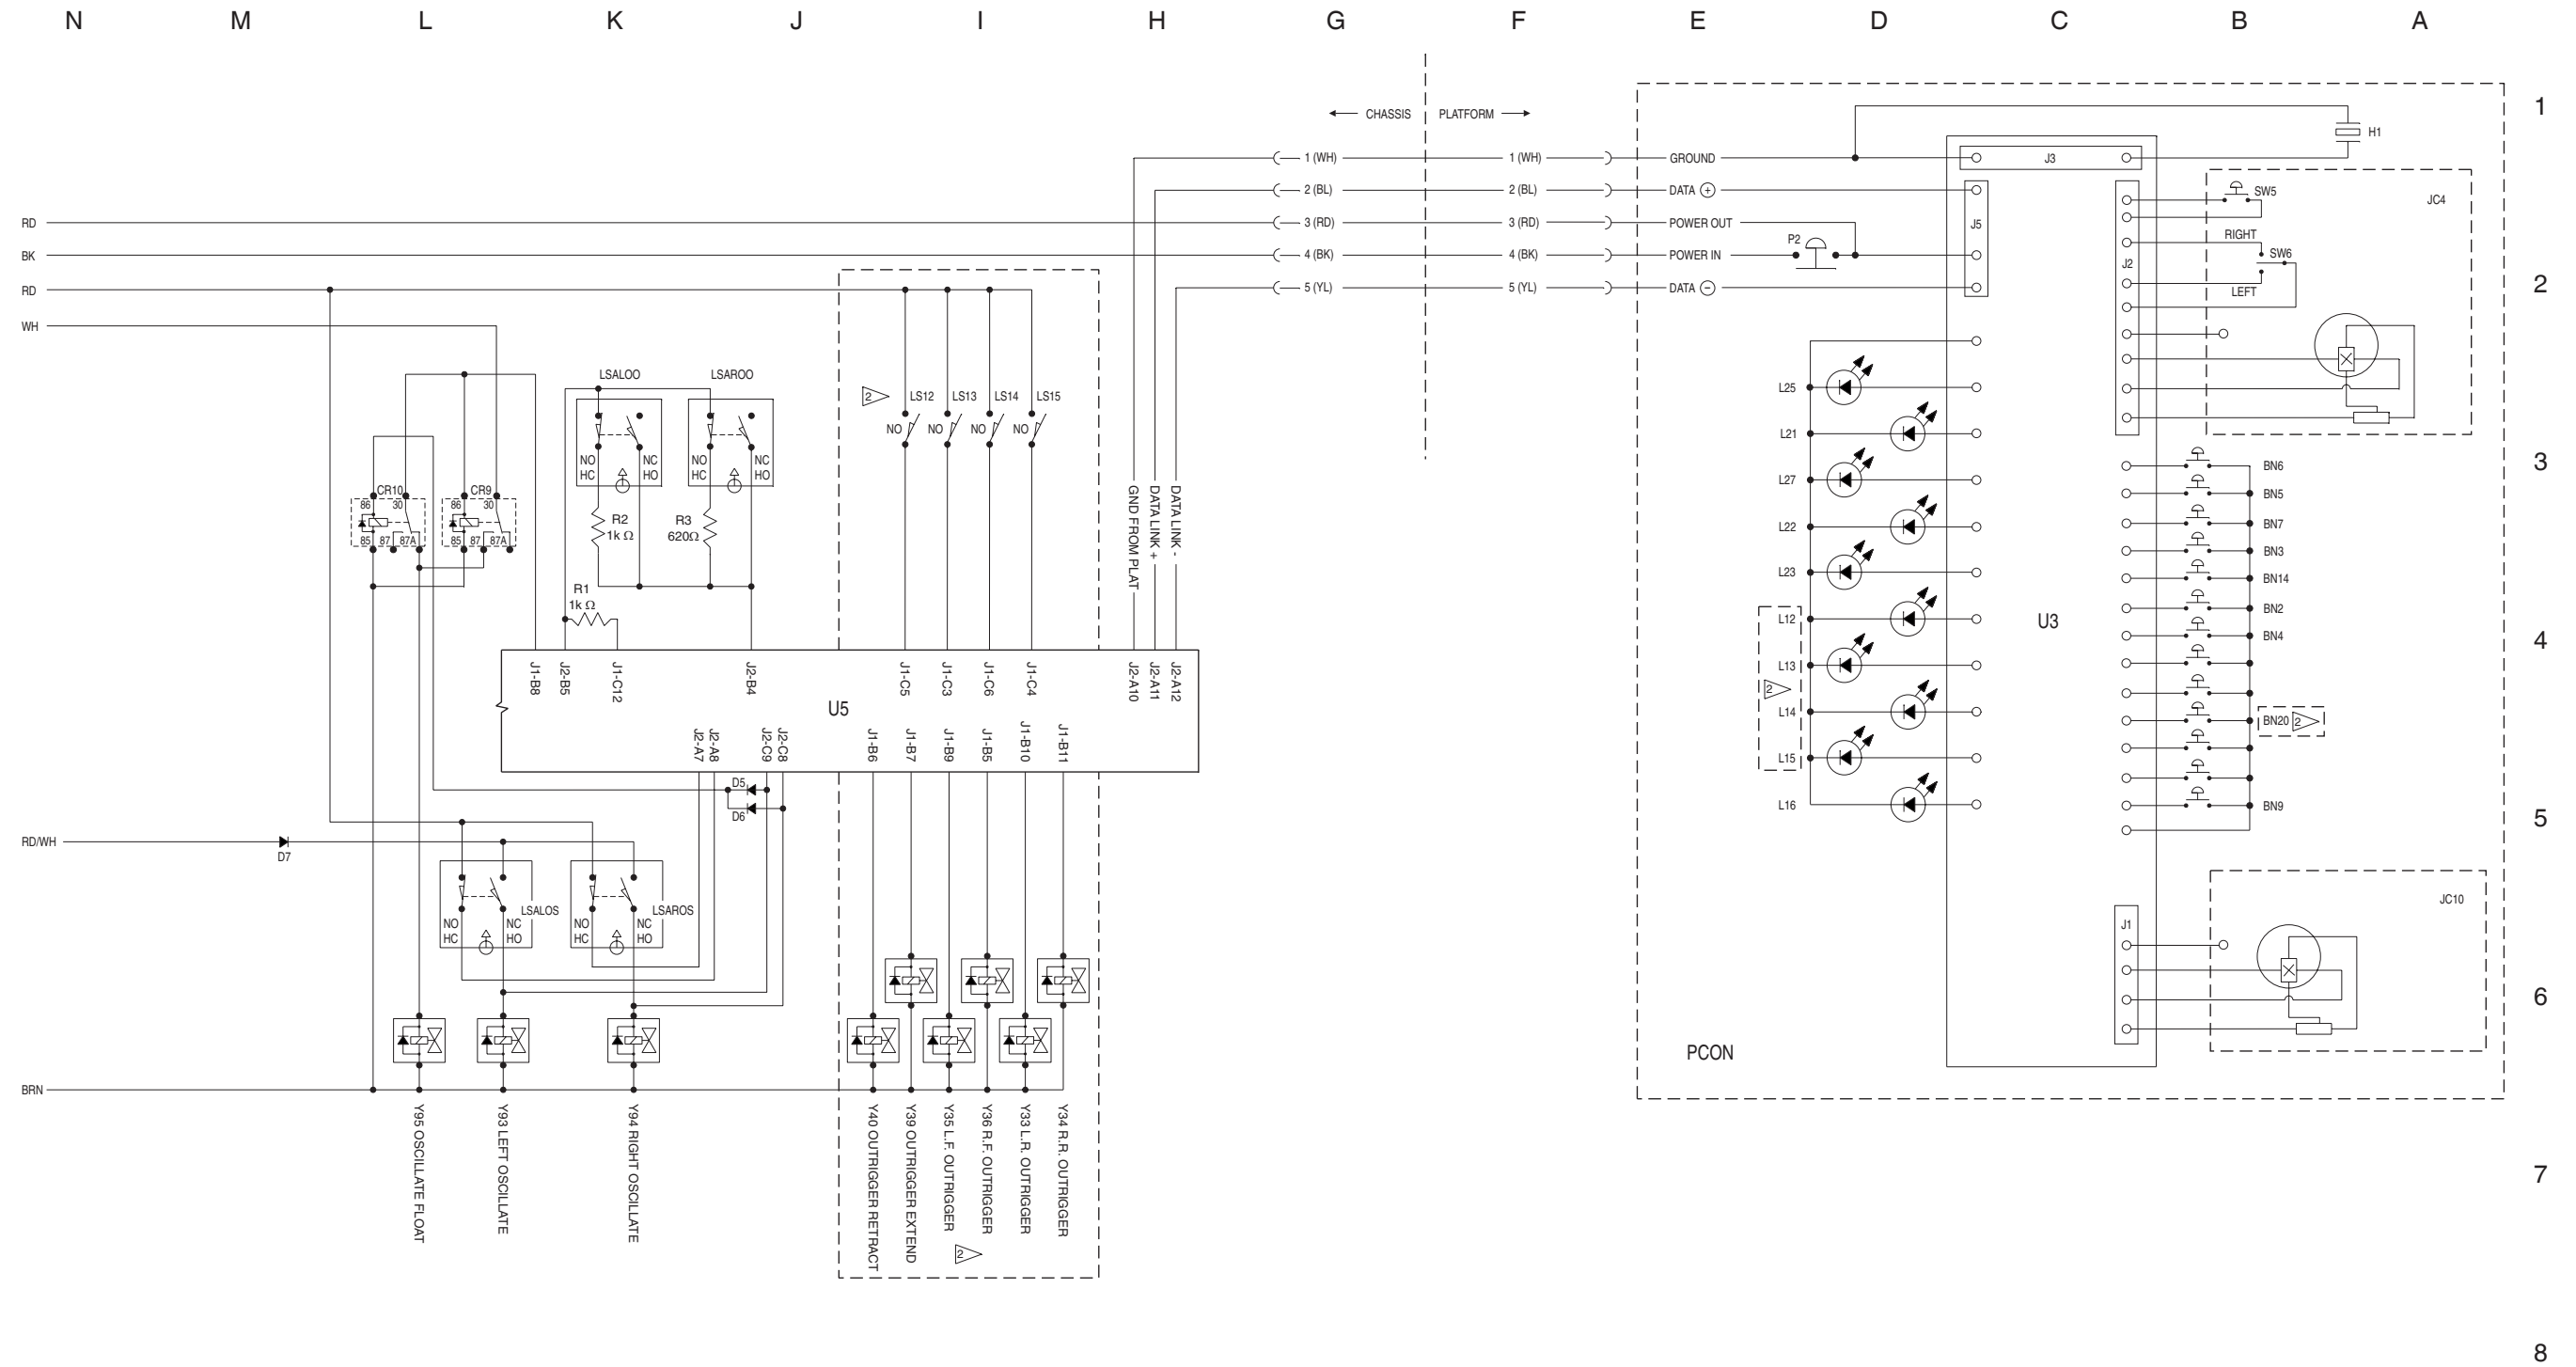 N M L K J I H G F E D C B A
1
2
3
4
5
6
7
8
CHASSIS
PLATFORM
1 (WH) 1 (WH) GROUND
2 (BL) 2 (BL) DATA +
RD 3 (RD) 3 (RD) POWER OUT
BK 4 (BK) 4 (BK) POWER IN
RD 5 (YL) 5 (YL) DATA -
WH
P2
J3
H1
J5
J2
SW5
JC4
RIGHT
SW6
LEFT
LSALOO
LSAROO
NO
HC
NC
HO
NO
HC
NC
HO
2
LS12
LS13
LS14
LS15
NO
NO
NO
NO
CR10
86 30
85 87 87A
CR9
86 30
85 87 87A
R2
1k Ω
R3
620Ω
R1
1k Ω
GND FROM PLAT
DATA LINK +
DATA LINK -
J1-B8
J2-B5
J1-C12
J2-B4
J1-C5
J1-C3
J1-C6
J1-C4
J2-A10
J2-A11
J2-A12
U5
J2-A7
J2-A8
J2-C9
J2-C8
J1-B6
J1-B7
J1-B9
J1-B5
J1-B10
J1-B11
D5
D6
RD/WH
D7
LSALOS
NO
HC
NC
HO
LSAROS
NO
HC
NC
HO
BRN
Y95 OSCILLATE FLOAT
Y93 LEFT OSCILLATE
Y94 RIGHT OSCILLATE
Y40 OUTRIGGER RETRACT
Y39 OUTRIGGER EXTEND
Y35 L.F. OUTRIGGER
Y36 R.F. OUTRIGGER
Y33 L.R. OUTRIGGER
Y34 R.R. OUTRIGGER
2
L25
L21
L27
L22
L23
L12
L13
2
L14
L15
L16
U3
BN6
BN5
BN7
BN3
BN14
BN2
BN4
BN20 2
BN9
J1
JC10
PCON